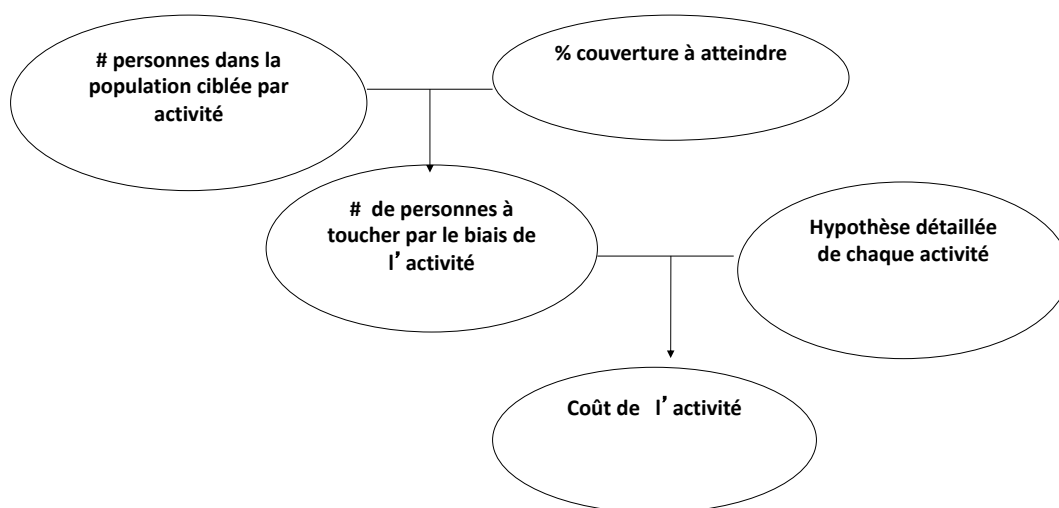 # personnes dans la
population ciblée par
activité
% couverture à atteindre
# de personnes à
toucher par le biais de
l’activité
Hypothèse détaillée
de chaque activité
Coût de l’activité